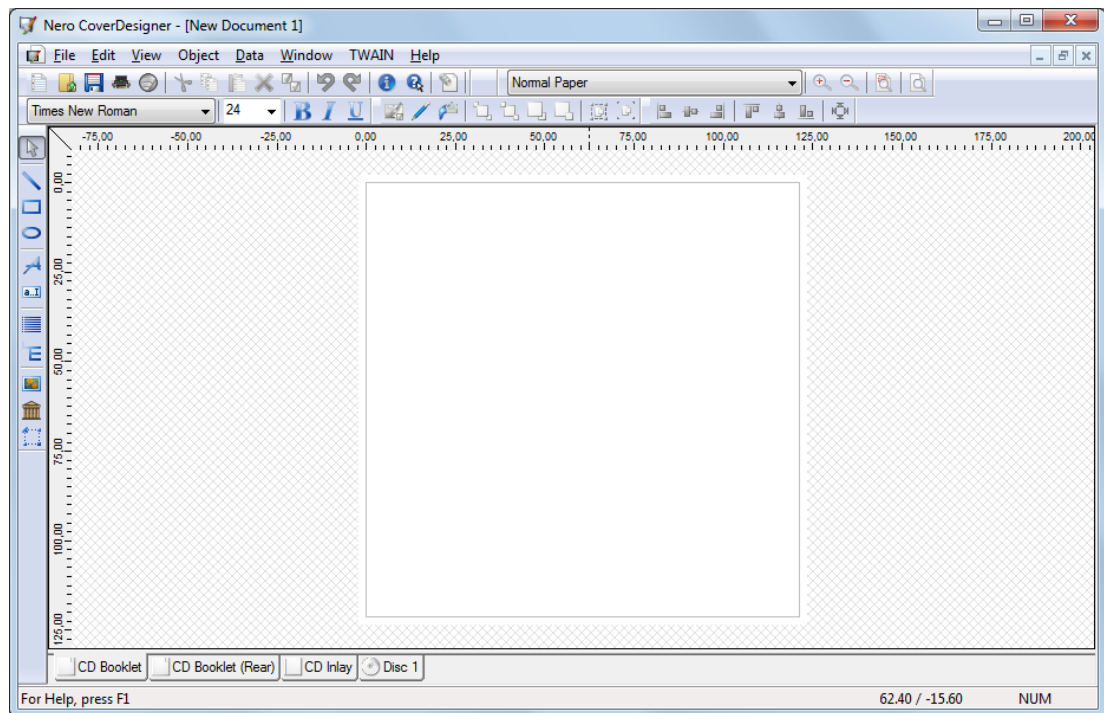 Nero CoverDesigner - [New Document 1]
File Edit View Object Data Window TWAIN Help
Normal Paper
Times New Roman 24 B I U
-75,00 -50,00 -25,00 0,00 25,00 50,00 75,00 100,00 125,00 150,00 175,00 200,00
0,00
a.I
25,00
50,00
75,00
100,00
125,00
CD Booklet CD Booklet (Rear) CD Inlay Disc 1
For Help, press F1 62.40 / -15.60 NUM